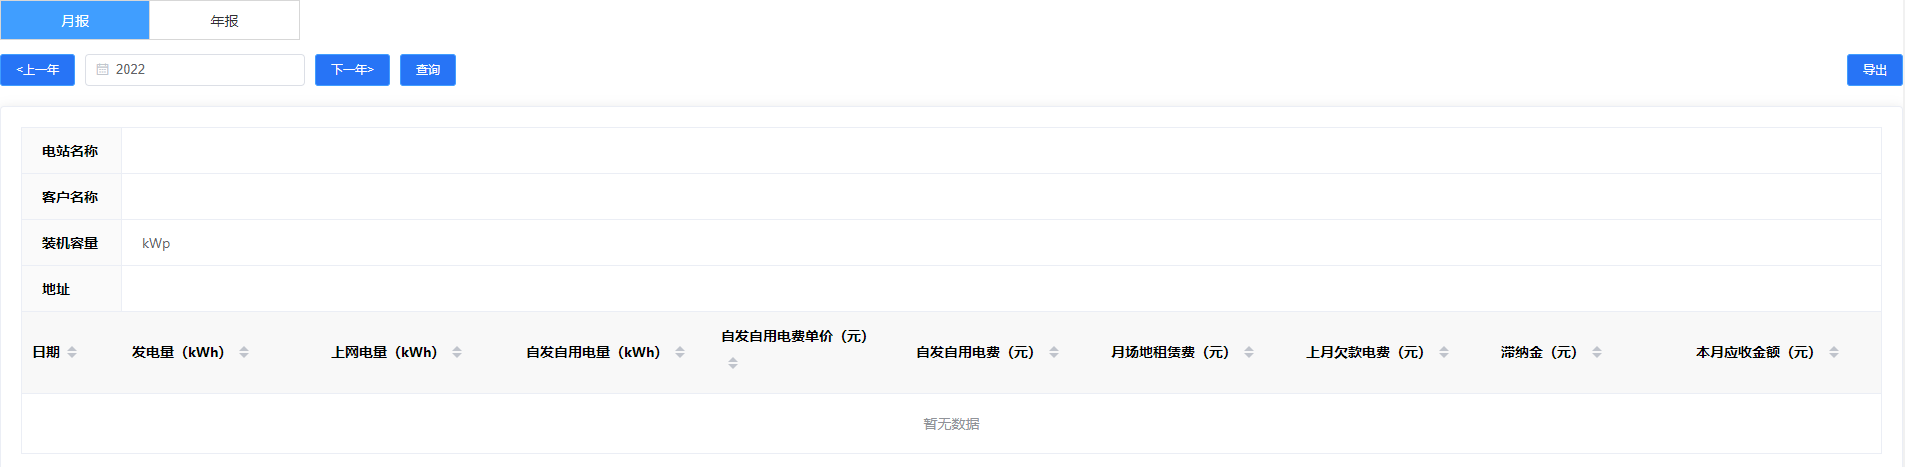 月报 年报
<上一年 2022 下一年> 查询 导出
电站名称
客户名称
装机容量 kWp
地址
日期 发电量（kWh） 上网电量（kWh） 自发自用电量（kWh） 自发自用电费单价（元） 自发自用电费（元） 月场地租赁费（元） 上月欠款电费（元） 滞纳金（元） 本月应收金额（元）
暂无数据